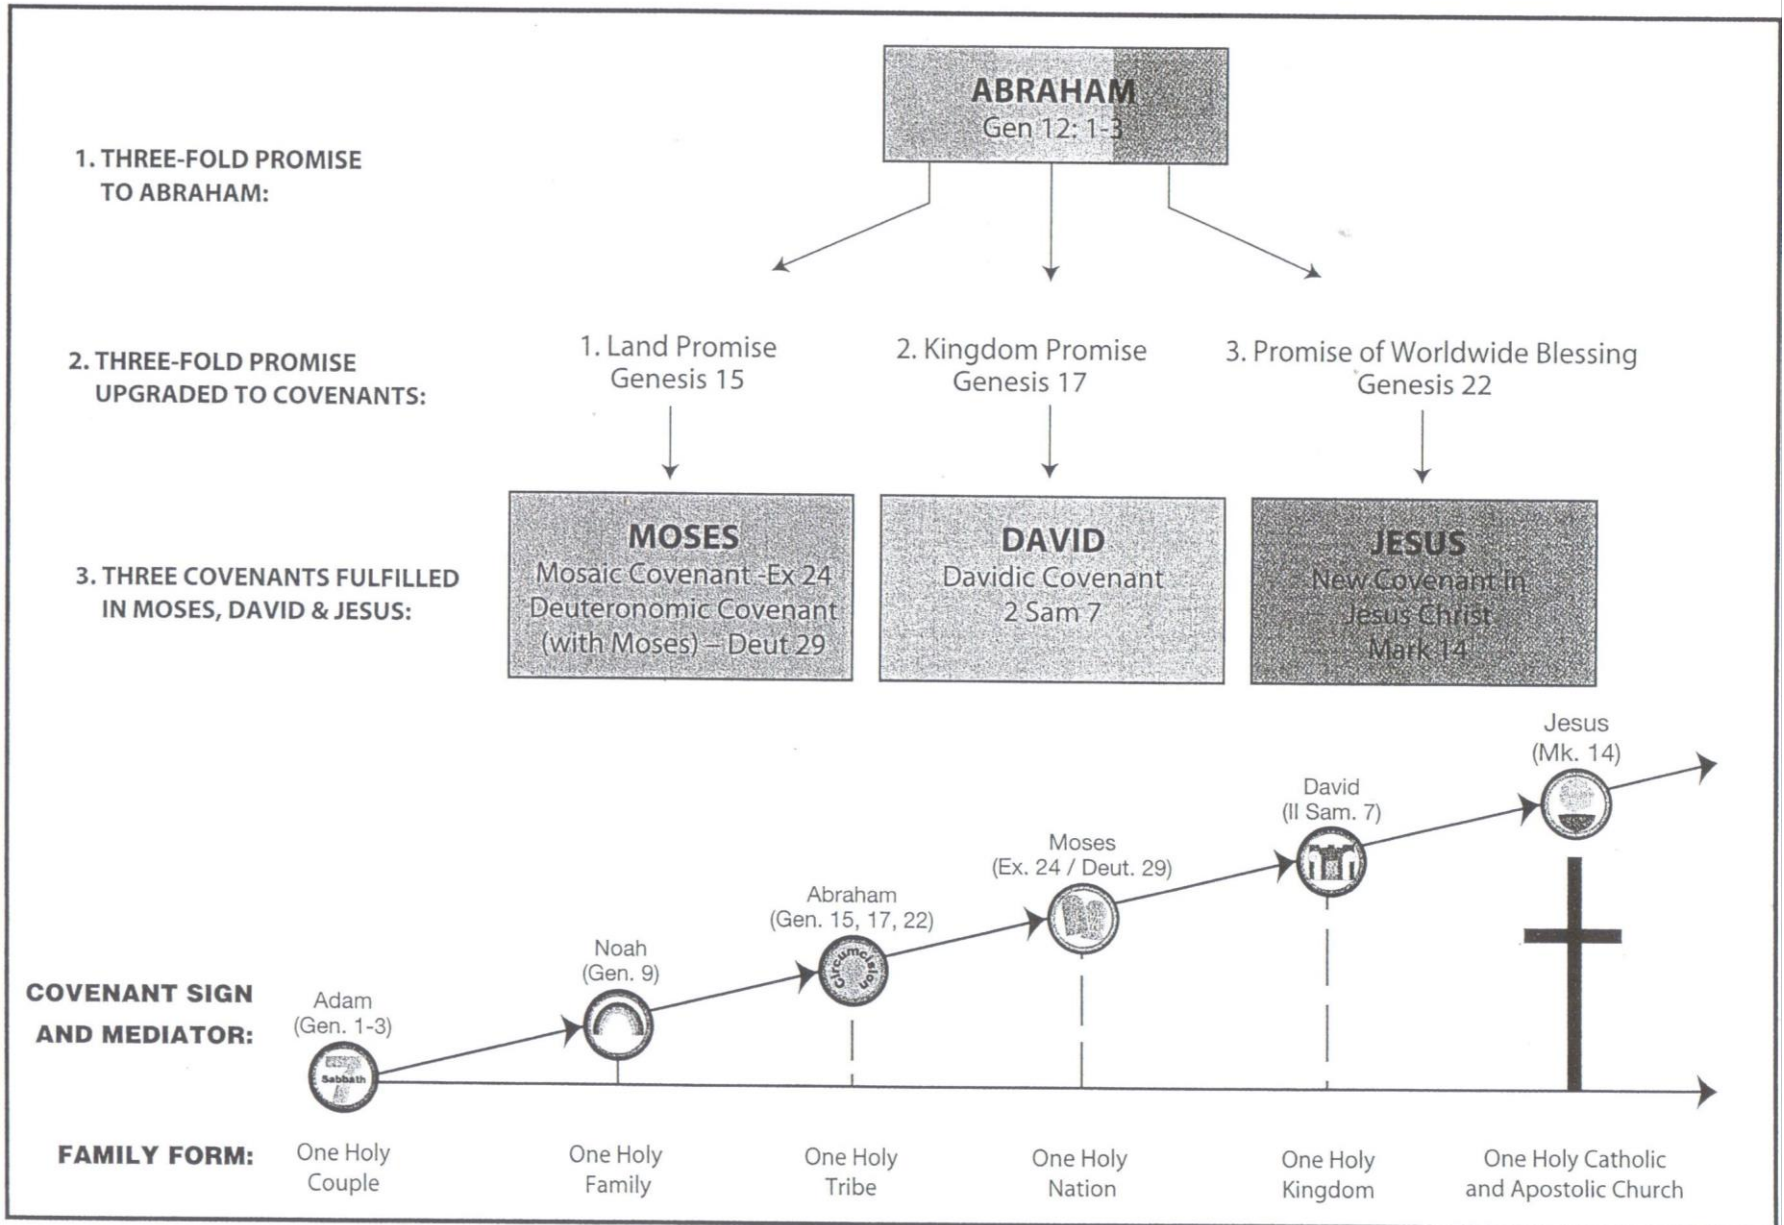 ABRAHAM
Gen 12: 1-3
1. THREE-FOLD PROMISE
TO ABRAHAM:
2. THREE-FOLD PROMISE
UPGRADED TO COVENANTS:
1. Land Promise
Genesis 15
2. Kingdom Promise
Genesis 17
3. Promise of Worldwide Blessing
Genesis 22
3. THREE COVENANTS FULFILLED
IN MOSES, DAVID & JESUS:
MOSES
Mosaic Covenant -Ex 24
Deuteronomic Covenant
(with Moses) – Deut 29
DAVID
Davidic Covenant
2 Sam 7
JESUS
New Covenant in
Jesus Christ
Mark 14
COVENANT SIGN
AND MEDIATOR:
Adam
(Gen. 1-3)
7
Sabbath
Noah
(Gen. 9)
Abraham
(Gen. 15, 17, 22)
Circumcision
Moses
(Ex. 24 / Deut. 29)
David
(II Sam. 7)
Jesus
(Mk. 14)
FAMILY FORM:
One Holy
Couple
One Holy
Family
One Holy
Tribe
One Holy
Nation
One Holy
Kingdom
One Holy Catholic
and Apostolic Church